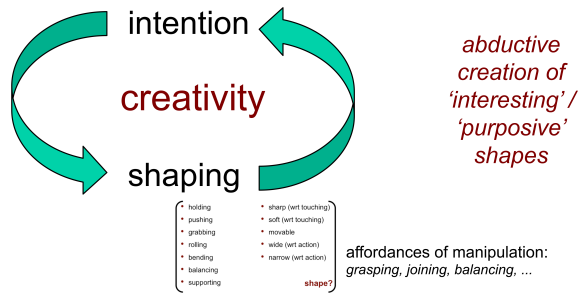 intention
creativity
shaping
abductive
creation of
‘interesting’ /
‘purposive’
shapes
• holding
• pushing
• grabbing
• rolling
• bending
• balancing
• supporting
• sharp (wrt touching)
• soft (wrt touching)
• movable
• wide (wrt action)
• narrow (wrt action)
shape?
affordances of manipulation:
grasping, joining, balancing, ...